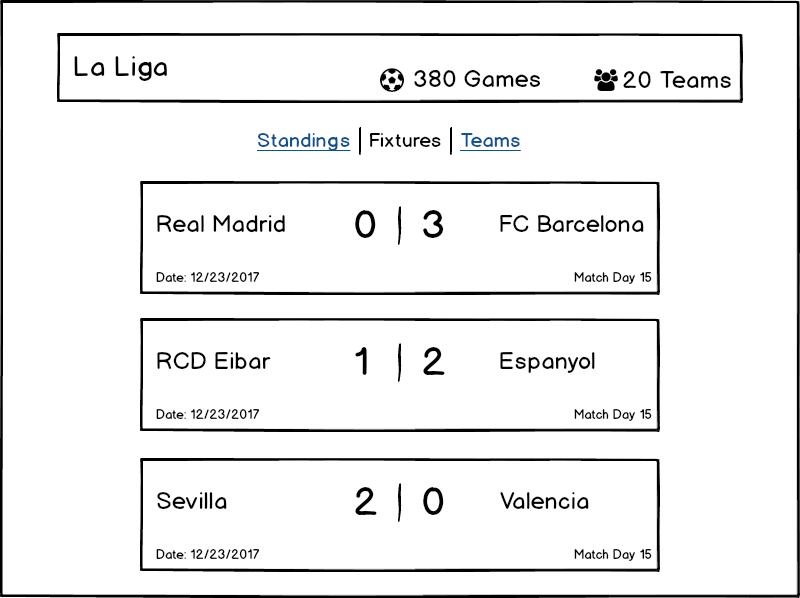 La Liga
380 Games
20 Teams
Standings | Fixtures | Teams
Real Madrid 0 | 3 FC Barcelona
Date: 12/23/2017 Match Day 15
RCD Eibar 1 | 2 Espanyol
Date: 12/23/2017 Match Day 15
Sevilla 2 | 0 Valencia
Date: 12/23/2017 Match Day 15